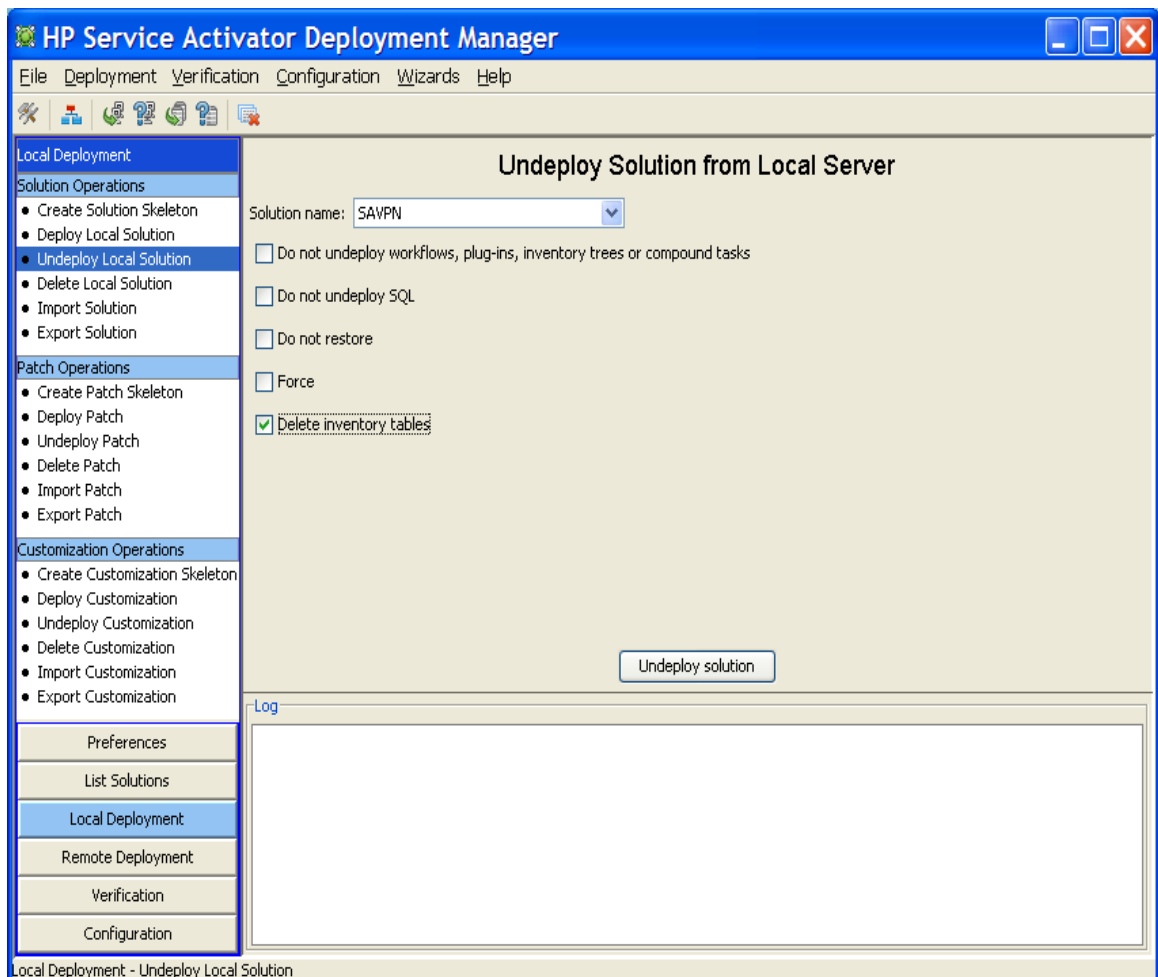 HP Service Activator Deployment Manager
File Deployment Verification Configuration Wizards Help
Local Deployment
Solution Operations
• Create Solution Skeleton
• Deploy Local Solution
• Undeploy Local Solution
• Delete Local Solution
• Import Solution
• Export Solution
Patch Operations
• Create Patch Skeleton
• Deploy Patch
• Undeploy Patch
• Delete Patch
• Import Patch
• Export Patch
Customization Operations
• Create Customization Skeleton
• Deploy Customization
• Undeploy Customization
• Delete Customization
• Import Customization
• Export Customization
Preferences
List Solutions
Local Deployment
Remote Deployment
Verification
Configuration
Undeploy Solution from Local Server
Solution name: SAVPN
Do not undeploy workflows, plug-ins, inventory trees or compound tasks
Do not undeploy SQL
Do not restore
Force
Delete inventory tables
Undeploy solution
Log
Local Deployment - Undeploy Local Solution